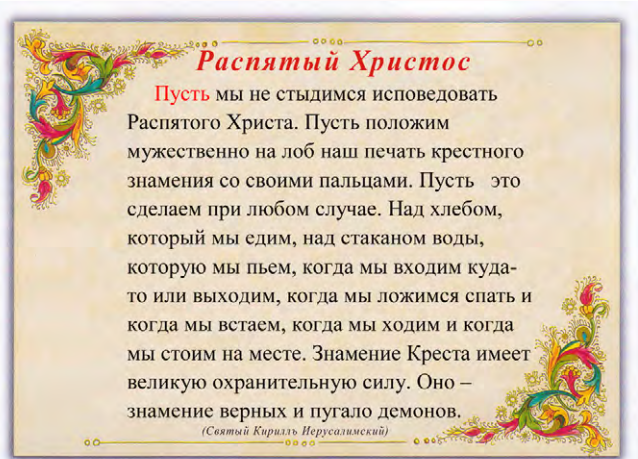 Распятый Христос
Пусть мы не стыдимся исповедовать
Распятого Христа. Пусть положим
мужественно на лоб наш печать крестного
знамения со своими пальцами. Пусть это
сделаем при любом случае. Над хлебом,
который мы едим, над стаканом воды,
которую мы пьем, когда мы входим куда-
то или выходим, когда мы ложимся спать и
когда мы встаем, когда мы ходим и когда
мы стоим на месте. Знамение Креста имеет
великую охранительную силу. Оно –
знамение верных и пугало демонов.
(Святый Кириллъ Иерусалимский)